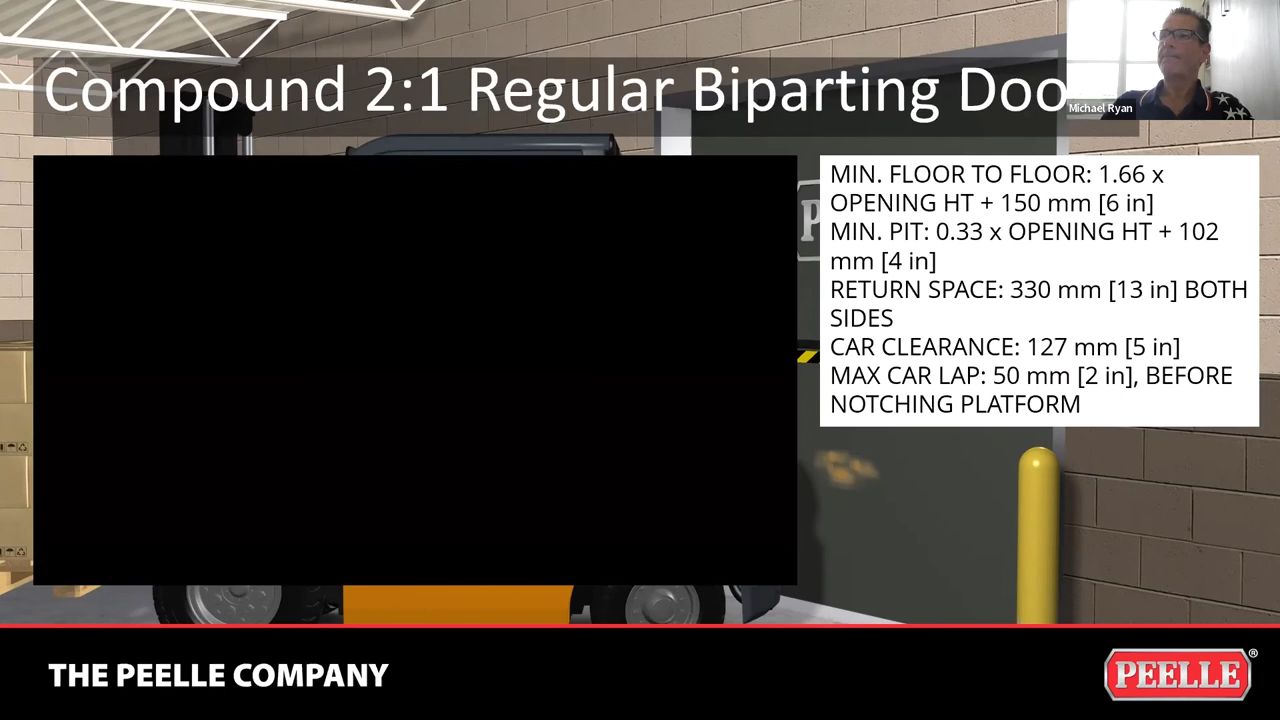 Compound 2:1 Regular Biparting Doo
Michael Ryan
MIN. FLOOR TO FLOOR: 1.66 x
OPENING HT + 150 mm [6 in]
MIN. PIT: 0.33 x OPENING HT + 102
mm [4 in]
RETURN SPACE: 330 mm [13 in] BOTH
SIDES
CAR CLEARANCE: 127 mm [5 in]
MAX CAR LAP: 50 mm [2 in], BEFORE
NOTCHING PLATFORM
THE PEELLE COMPANY
PEELLE®